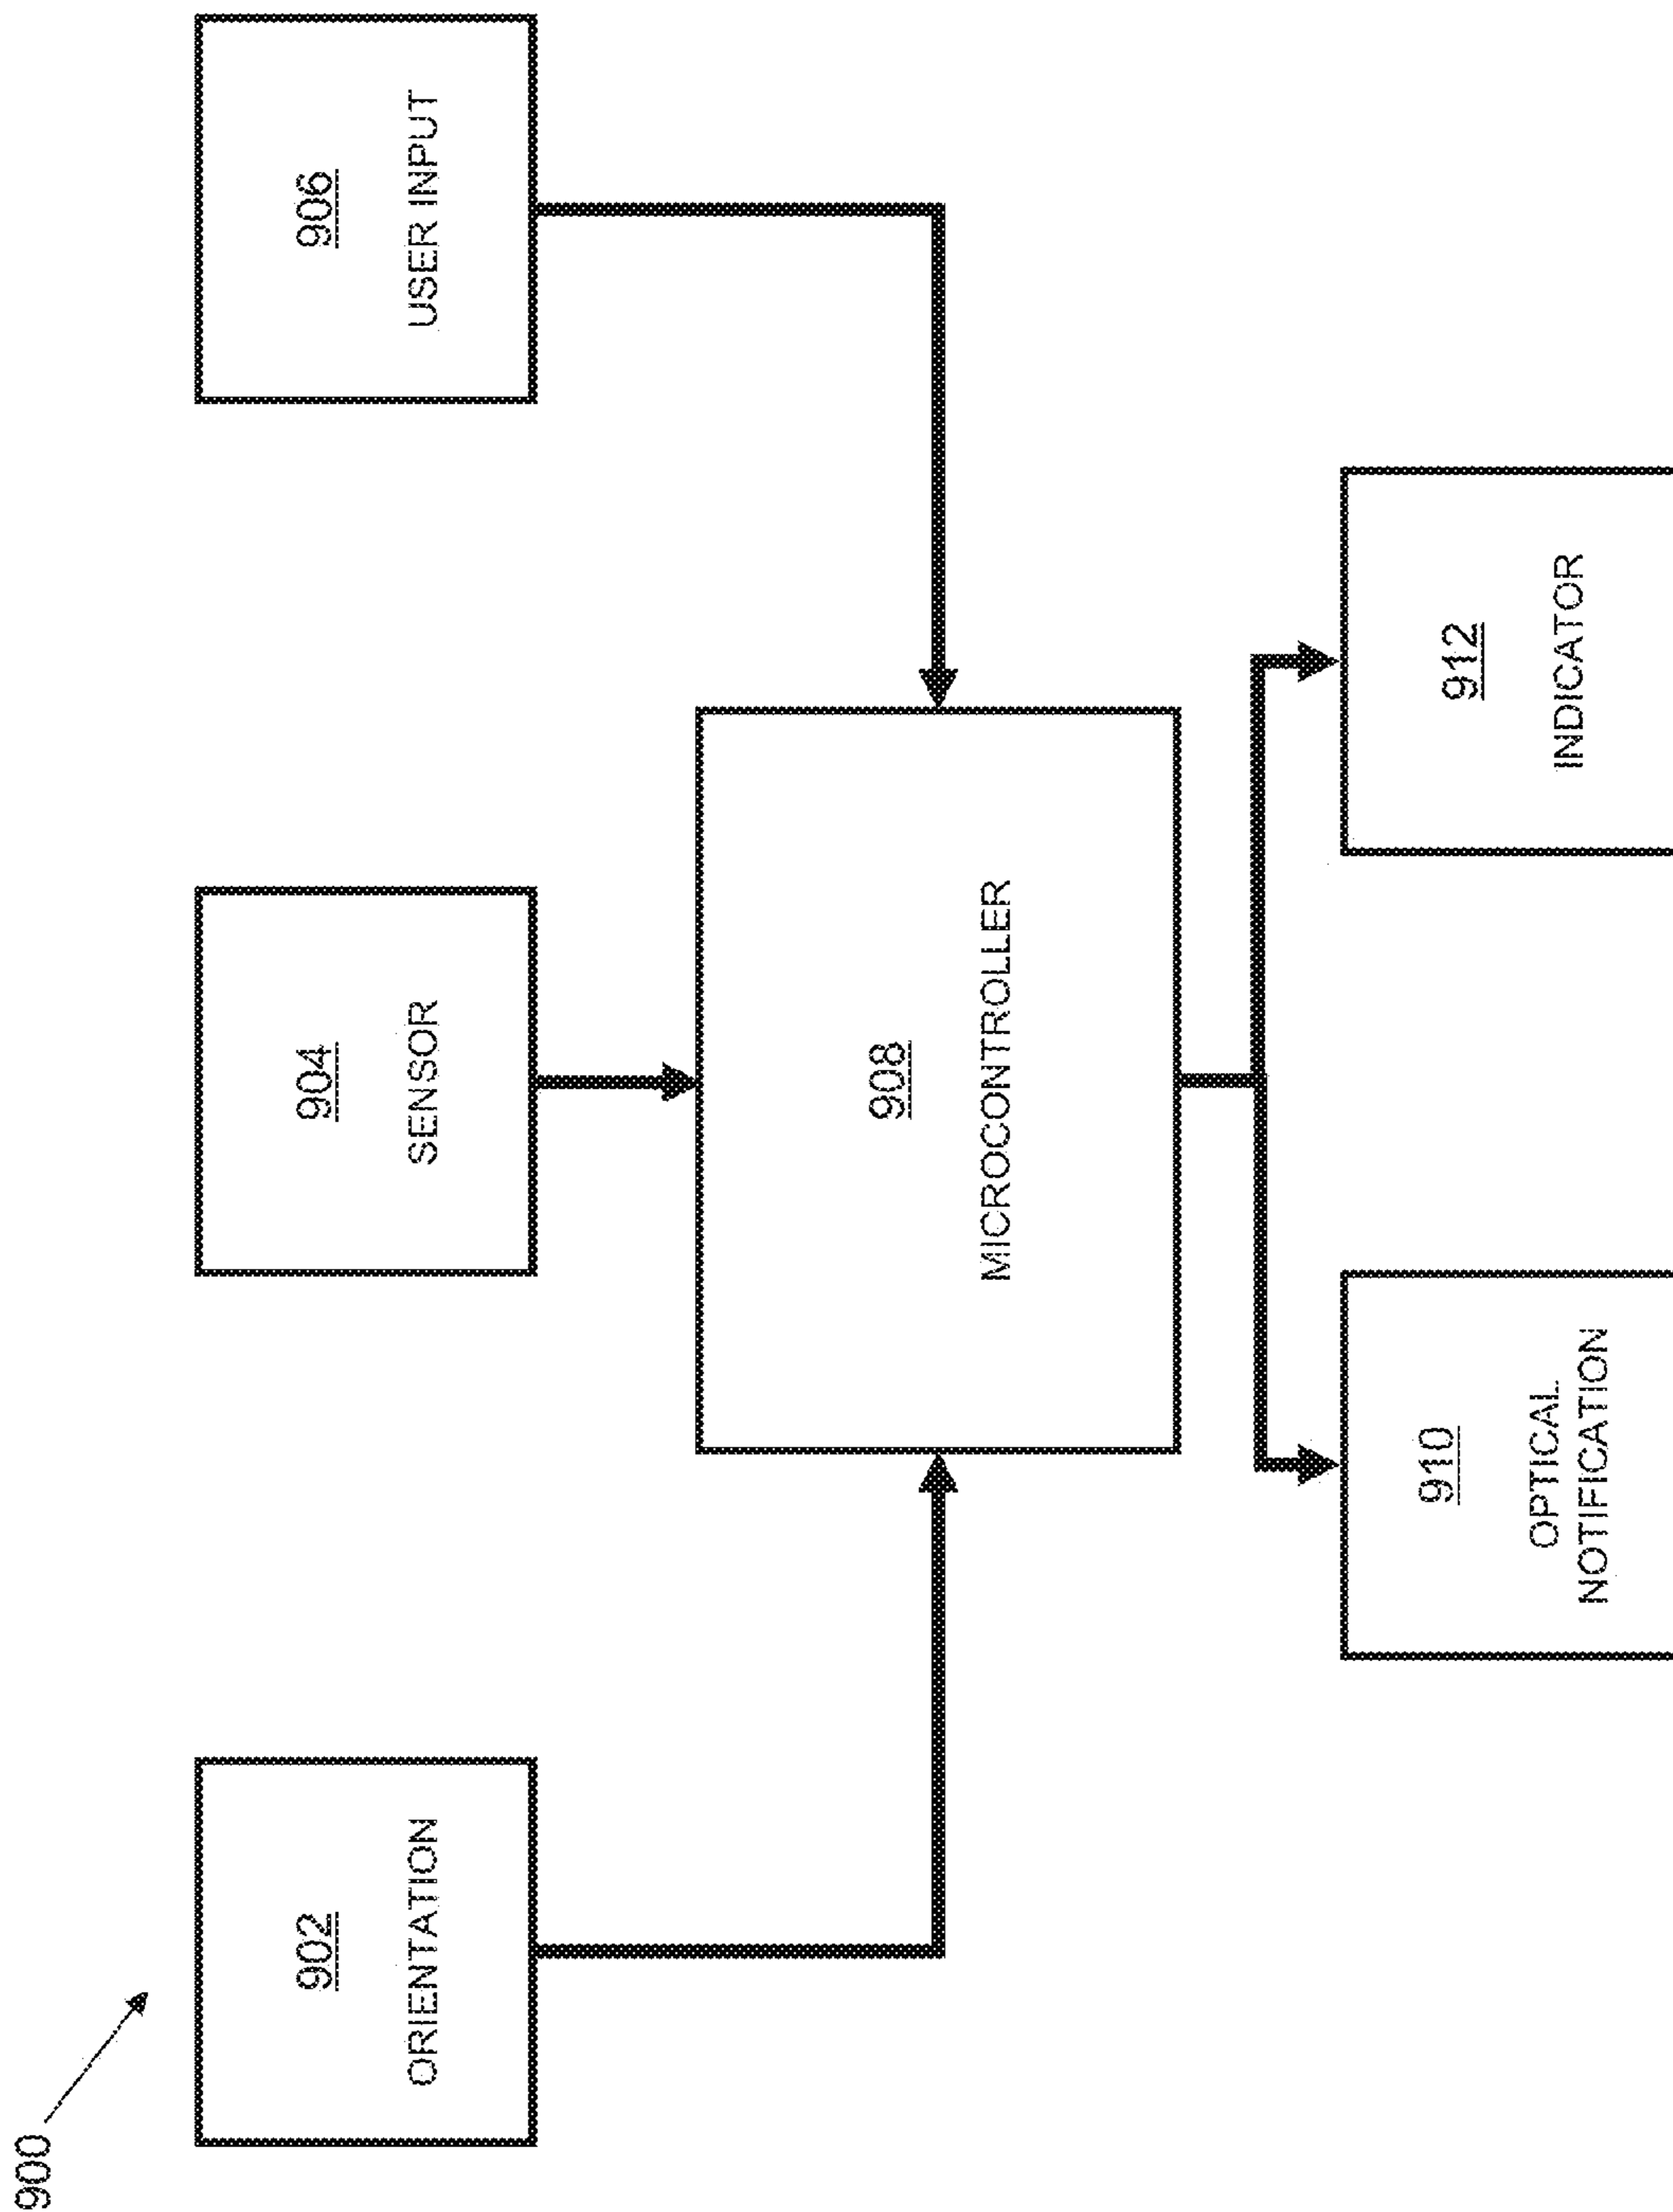 900
902
ORIENTATION
904
SENSOR
906
USER INPUT
908
MICROCONTROLLER
910
OPTICAL
NOTIFICATION
912
INDICATOR